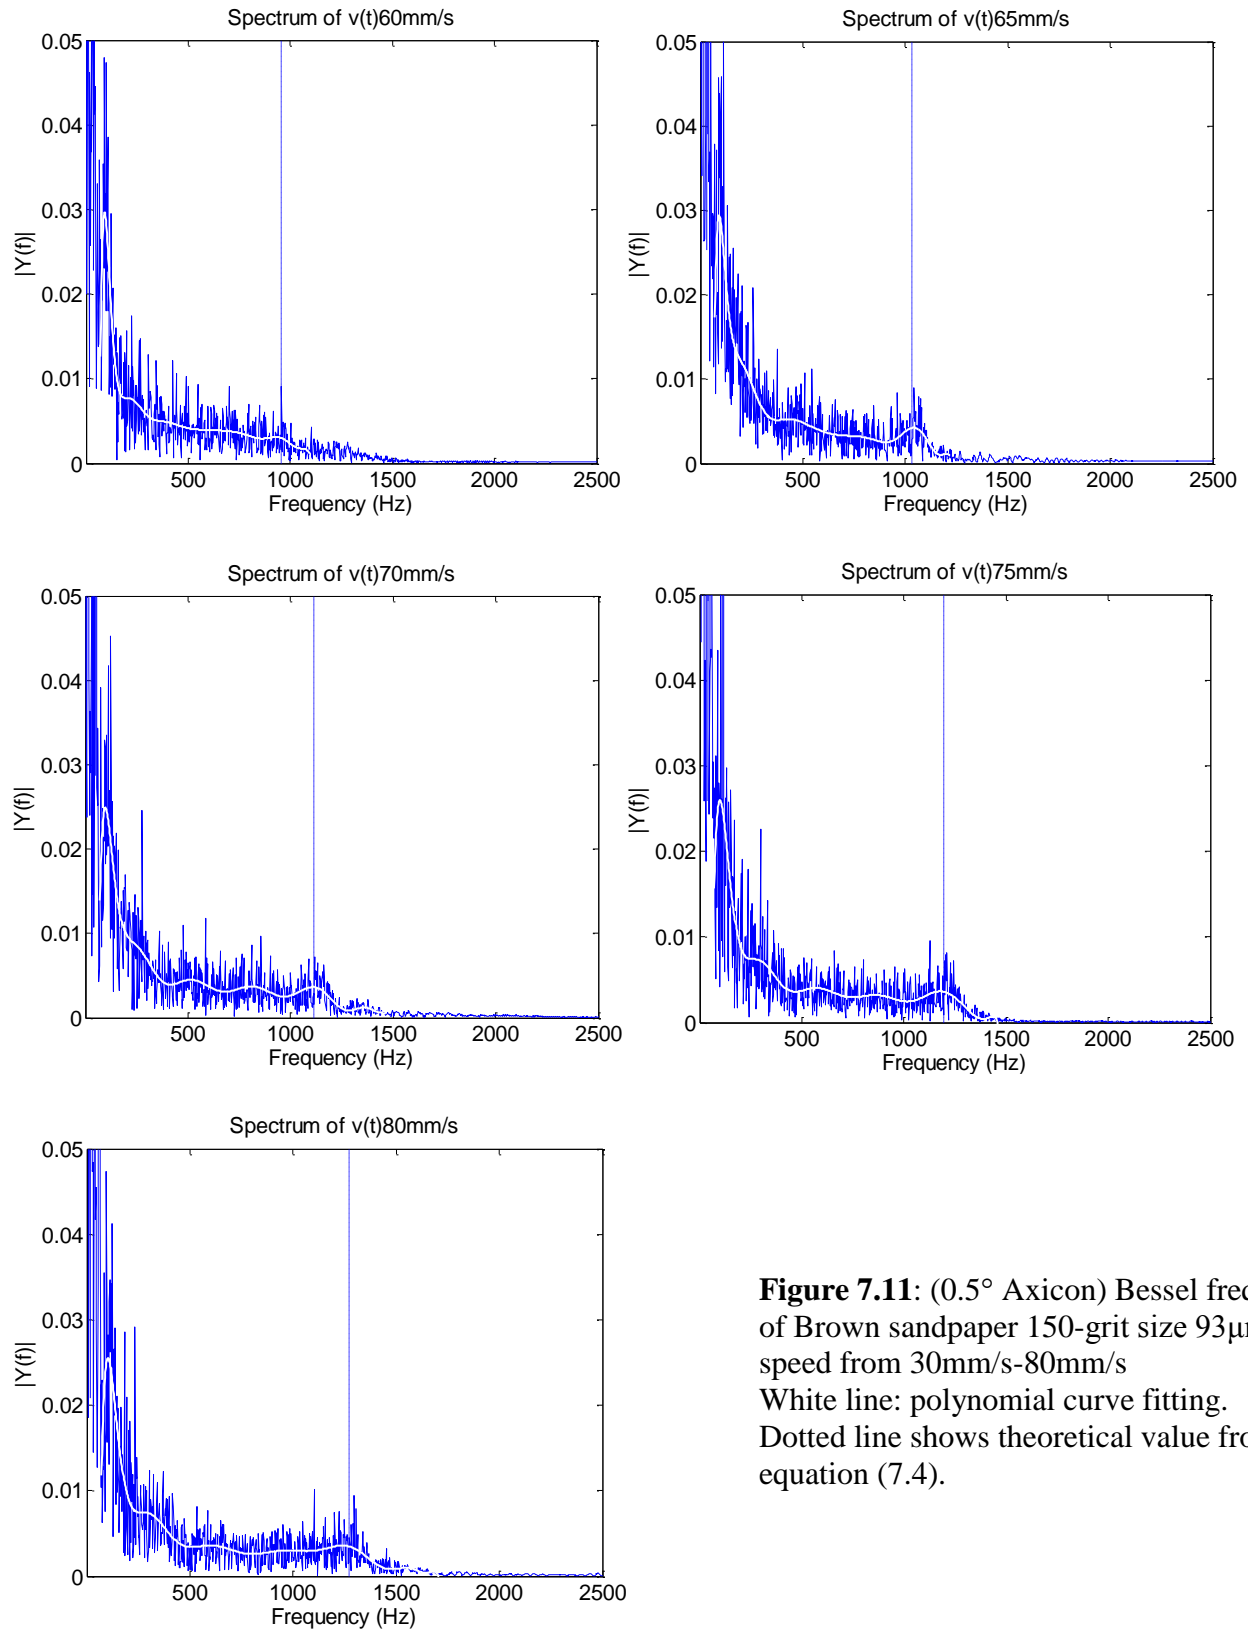 Spectrum of v(t)60mm/s
0.05
0.04
0.03
0.02
0.01
0
|Y(f)|
500 1000 1500 2000 2500
Frequency (Hz)
Spectrum of v(t)65mm/s
0.05
0.04
0.03
0.02
0.01
0
|Y(f)|
500 1000 1500 2000 2500
Frequency (Hz)
Spectrum of v(t)70mm/s
0.05
0.04
0.03
0.02
0.01
0
|Y(f)|
500 1000 1500 2000 2500
Frequency (Hz)
Spectrum of v(t)75mm/s
0.05
0.04
0.03
0.02
0.01
0
|Y(f)|
500 1000 1500 2000 2500
Frequency (Hz)
Spectrum of v(t)80mm/s
0.05
0.04
0.03
0.02
0.01
0
|Y(f)|
500 1000 1500 2000 2500
Frequency (Hz)
Figure 7.11: (0.5° Axicon) Bessel
of Brown sandpaper 150-grit size
speed from 30mm/s-80mm/s
White line: polynomial curve fitting.
Dotted line shows theoretical value
equation (7.4).